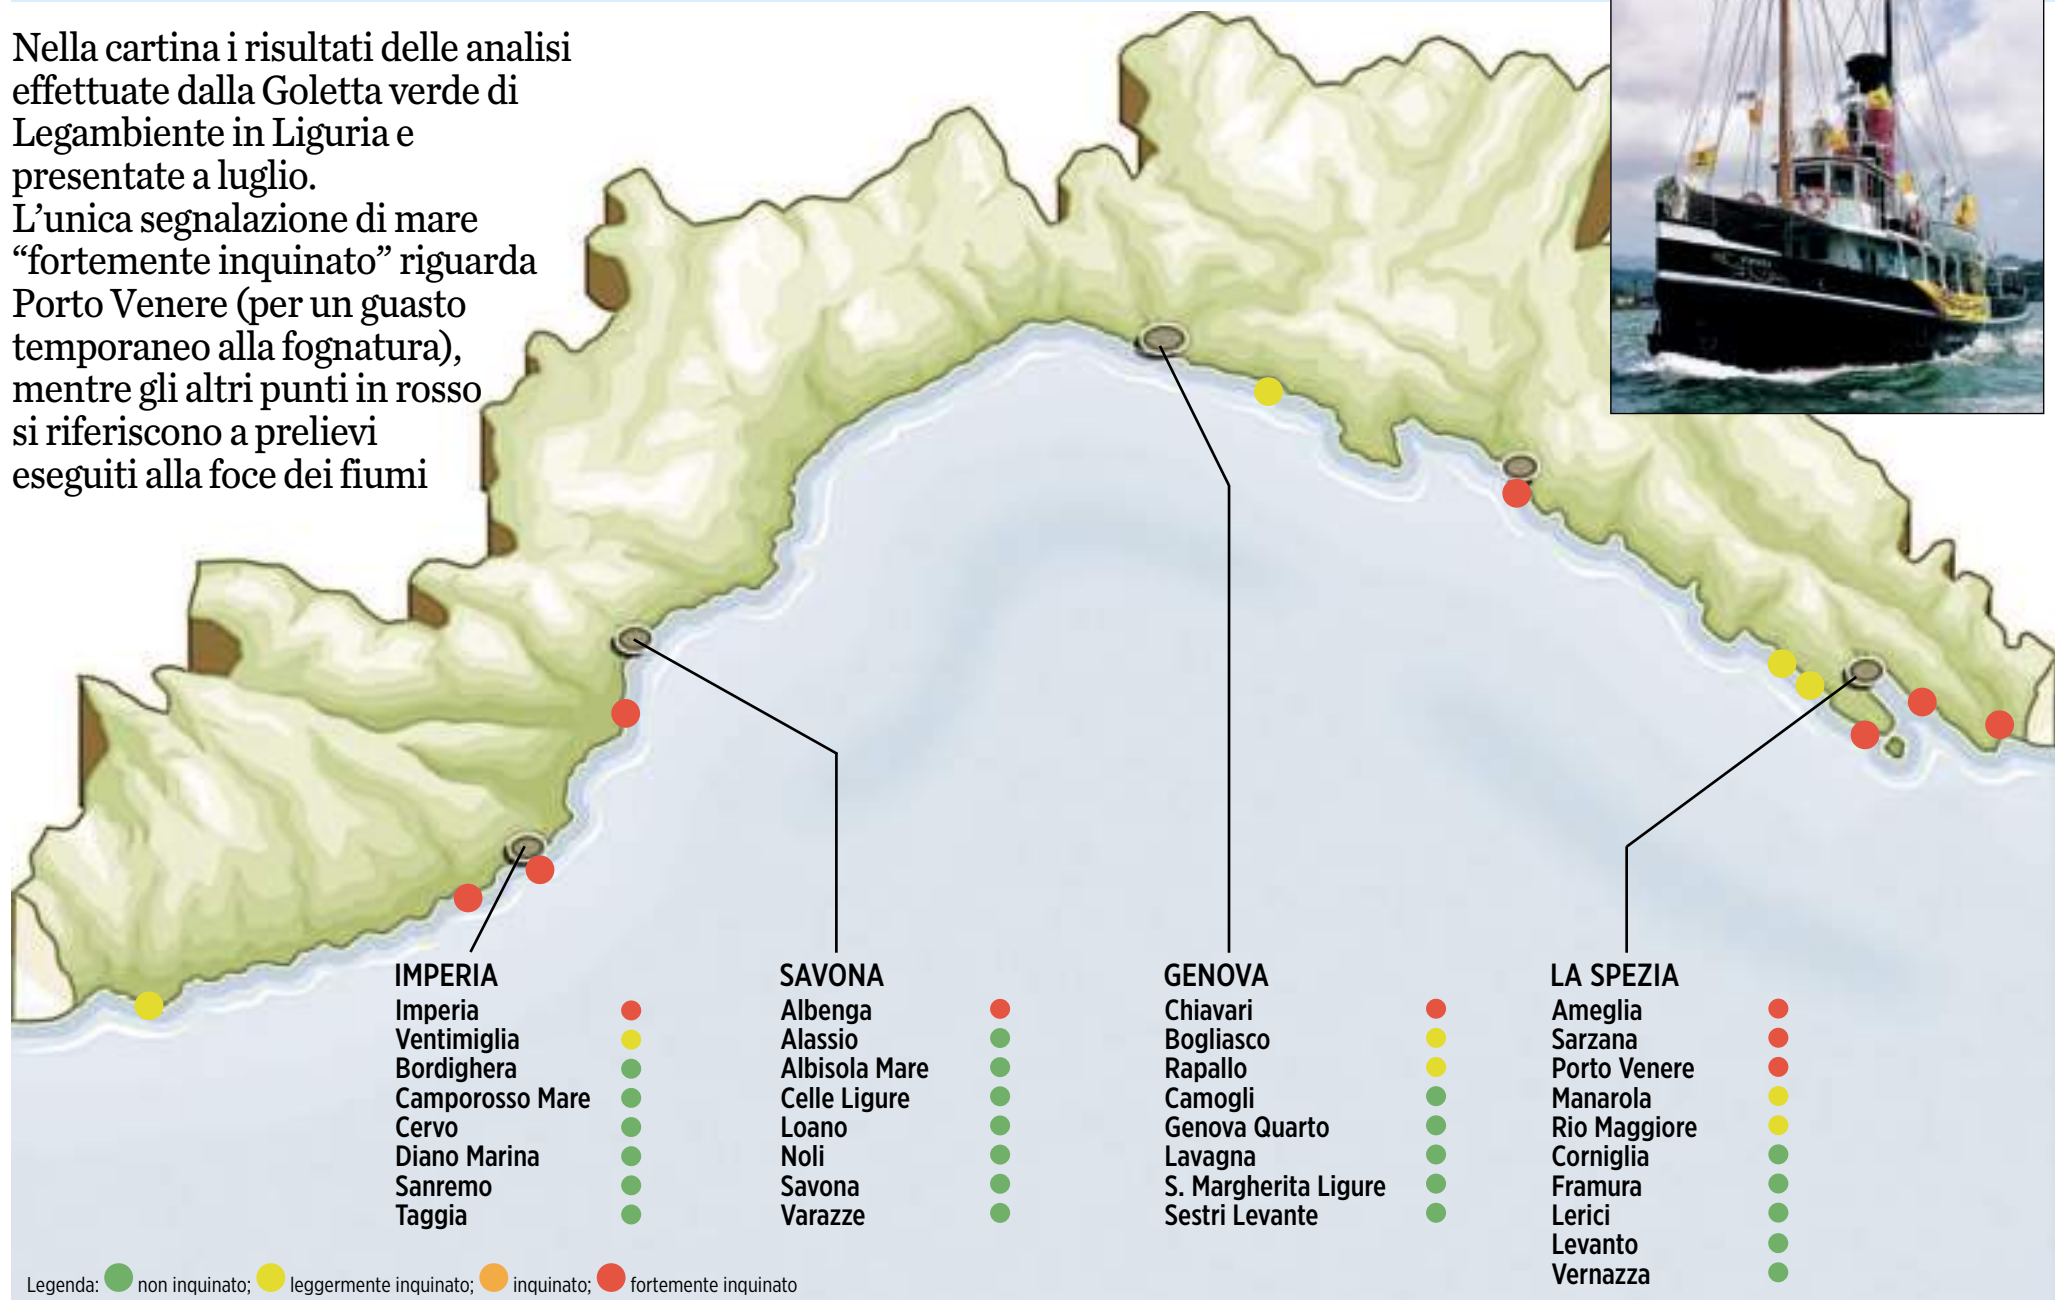 Nella cartina i risultati delle analisi
effettuate dalla Goletta verde di
Legambiente in Liguria e
presentate a luglio.
L’unica segnalazione di mare
“fortemente inquinato” riguarda
Porto Venere (per un guasto
temporaneo alla fognatura),
mentre gli altri punti in rosso
si riferiscono a prelievi
eseguiti alla foce dei fiumi
IMPERIA
Imperia
Ventimiglia
Bordighera
Camporosso Mare
Cervo
Diano Marina
Sanremo
Taggia
SAVONA
Albenga
Alassio
Albisola Mare
Celle Ligure
Loano
Noli
Savona
Varazze
GENOVA
Chiavari
Bogliasco
Rapallo
Camogli
Genova Quarto
Lavagna
S. Margherita Ligure
Sestri Levante
LA SPEZIA
Ameglia
Sarzana
Porto Venere
Manarola
Rio Maggiore
Corniglia
Framura
Lerici
Levanto
Vernazza
Legenda: non inquinato; leggermente inquinato; inquinato; fortemente inquinato